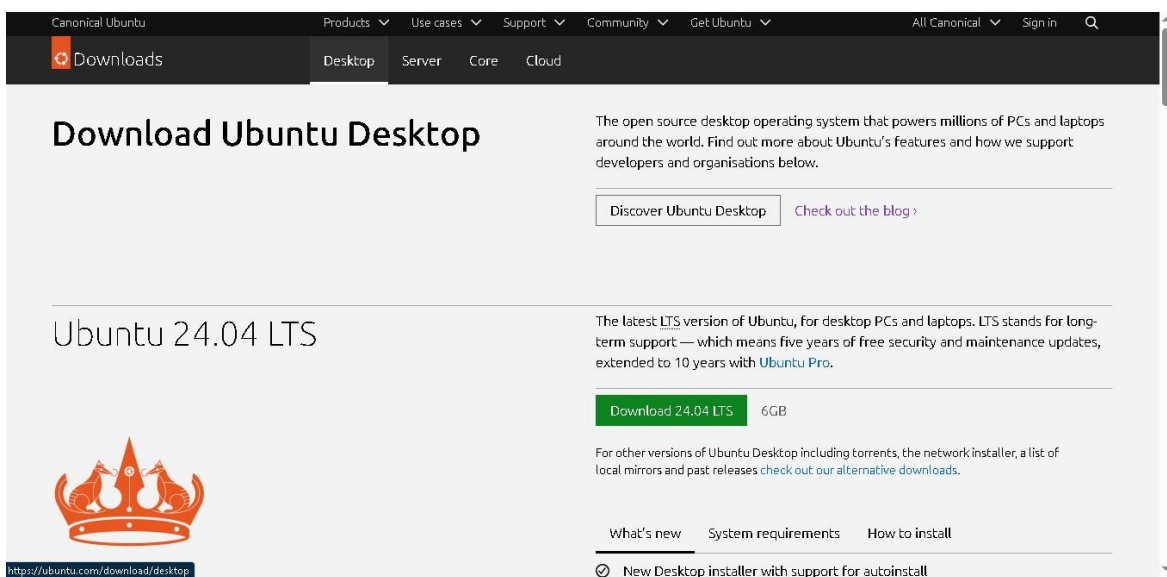 Canonical Ubuntu Products Use cases Support Community Get Ubuntu All Canonical Sign in
Downloads Desktop Server Core Cloud
Download Ubuntu Desktop
The open source desktop operating system that powers millions of PCs and laptops
around the world. Find out more about Ubuntu's features and how we support
developers and organisations below.
Discover Ubuntu Desktop Check out the blog ›
Ubuntu 24.04 LTS
The latest LTS version of Ubuntu, for desktop PCs and laptops. LTS stands for long-
term support — which means five years of free security and maintenance updates,
extended to 10 years with Ubuntu Pro.
Download 24.04 LTS 6GB
For other versions of Ubuntu Desktop including torrents, the network installer, a list of
local mirrors and past releases check out our alternative downloads.
What's new System requirements How to install
New Desktop installer with support for autoinstall
https://ubuntu.com/download/desktop